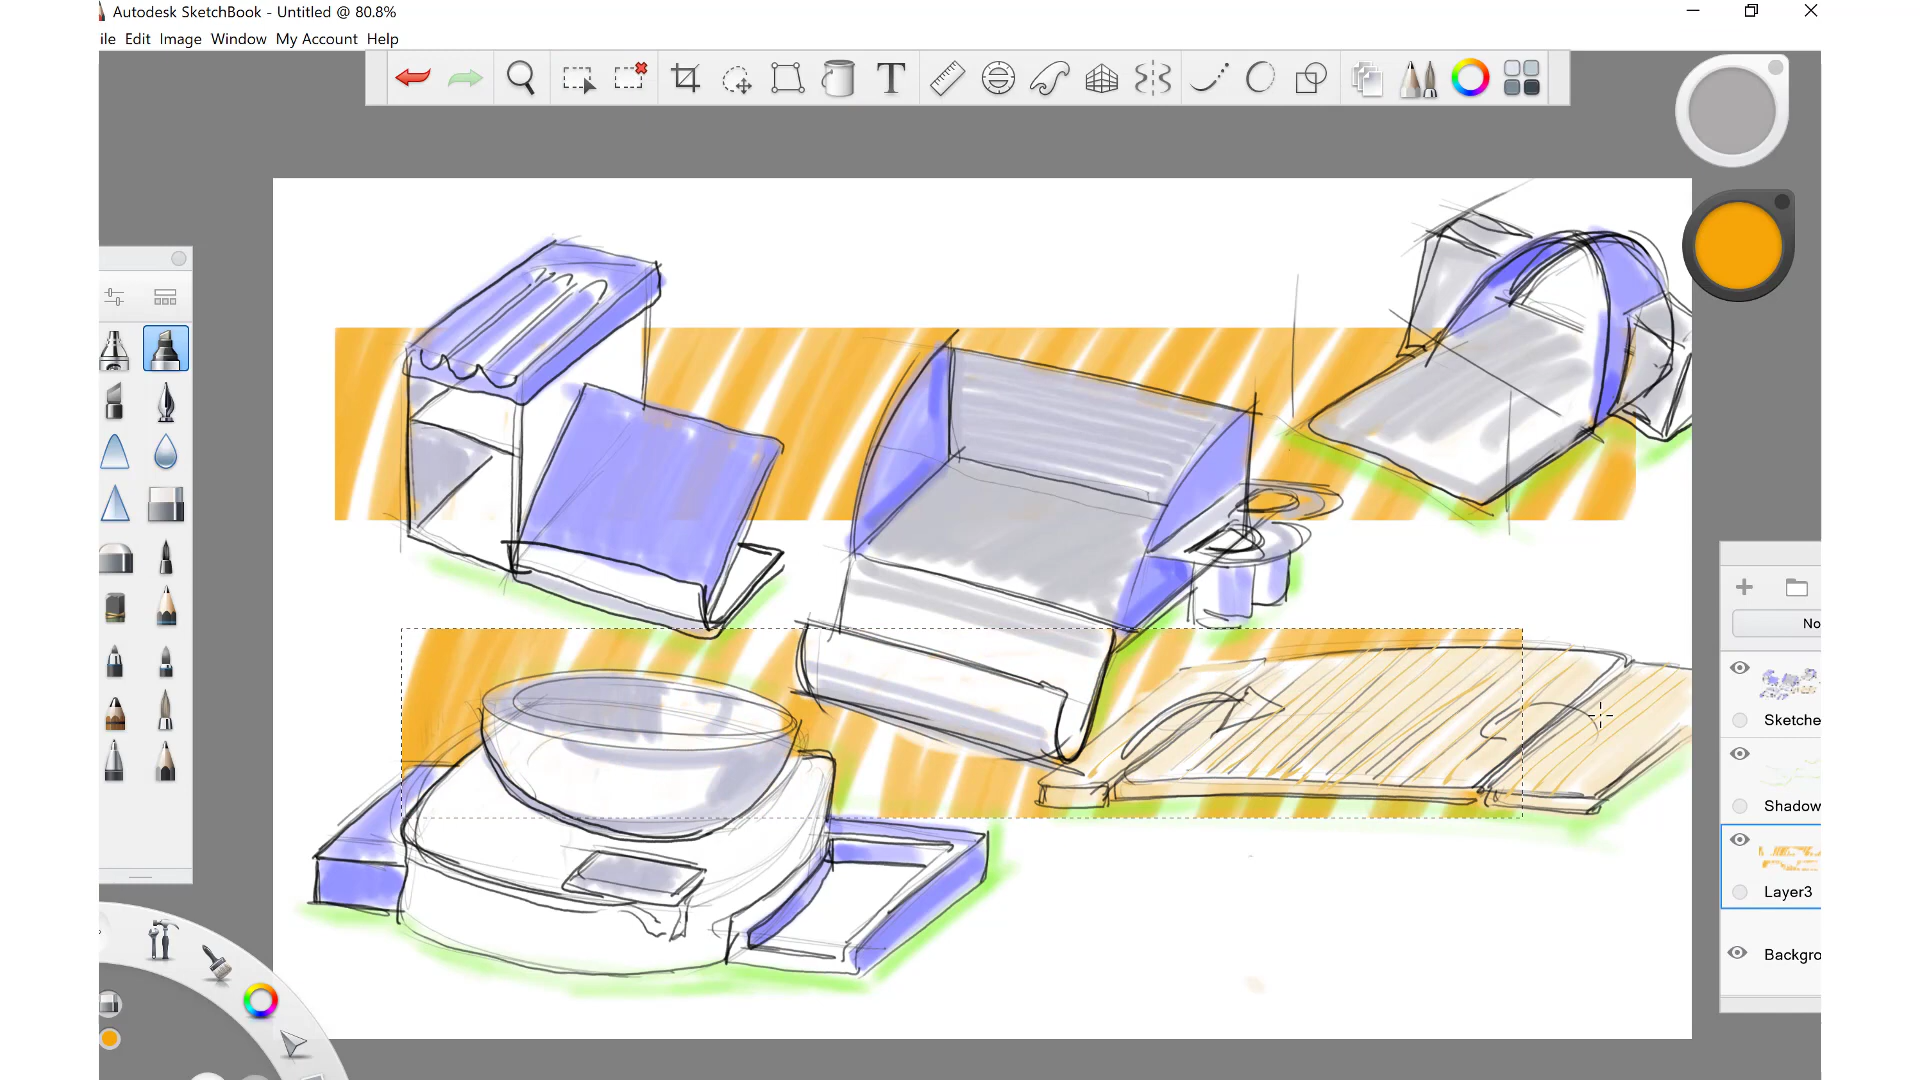 Autodesk SketchBook - Untitled @ 80.8%
ile Edit Image Window My Account Help
T
No
Sketche
Shadow
Layer3
Backgro